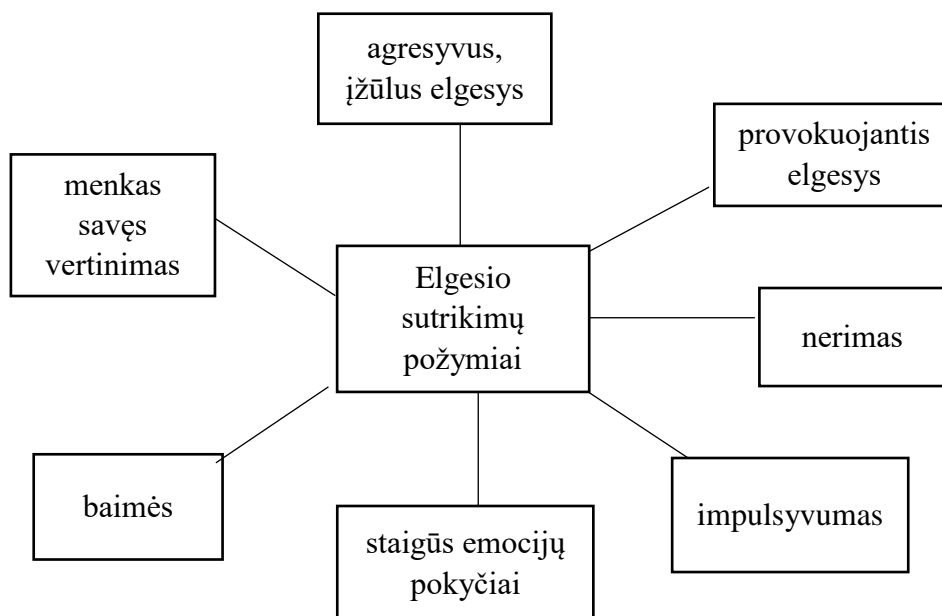 agresyvus,
įžūlus elgesys
provokuojantis
elgesys
menkas
savęs
vertinimas
Elgesio
sutrikimų
požymiai
nerimas
baimės
impulsyvumas
staigūs emocijų
pokyčiai